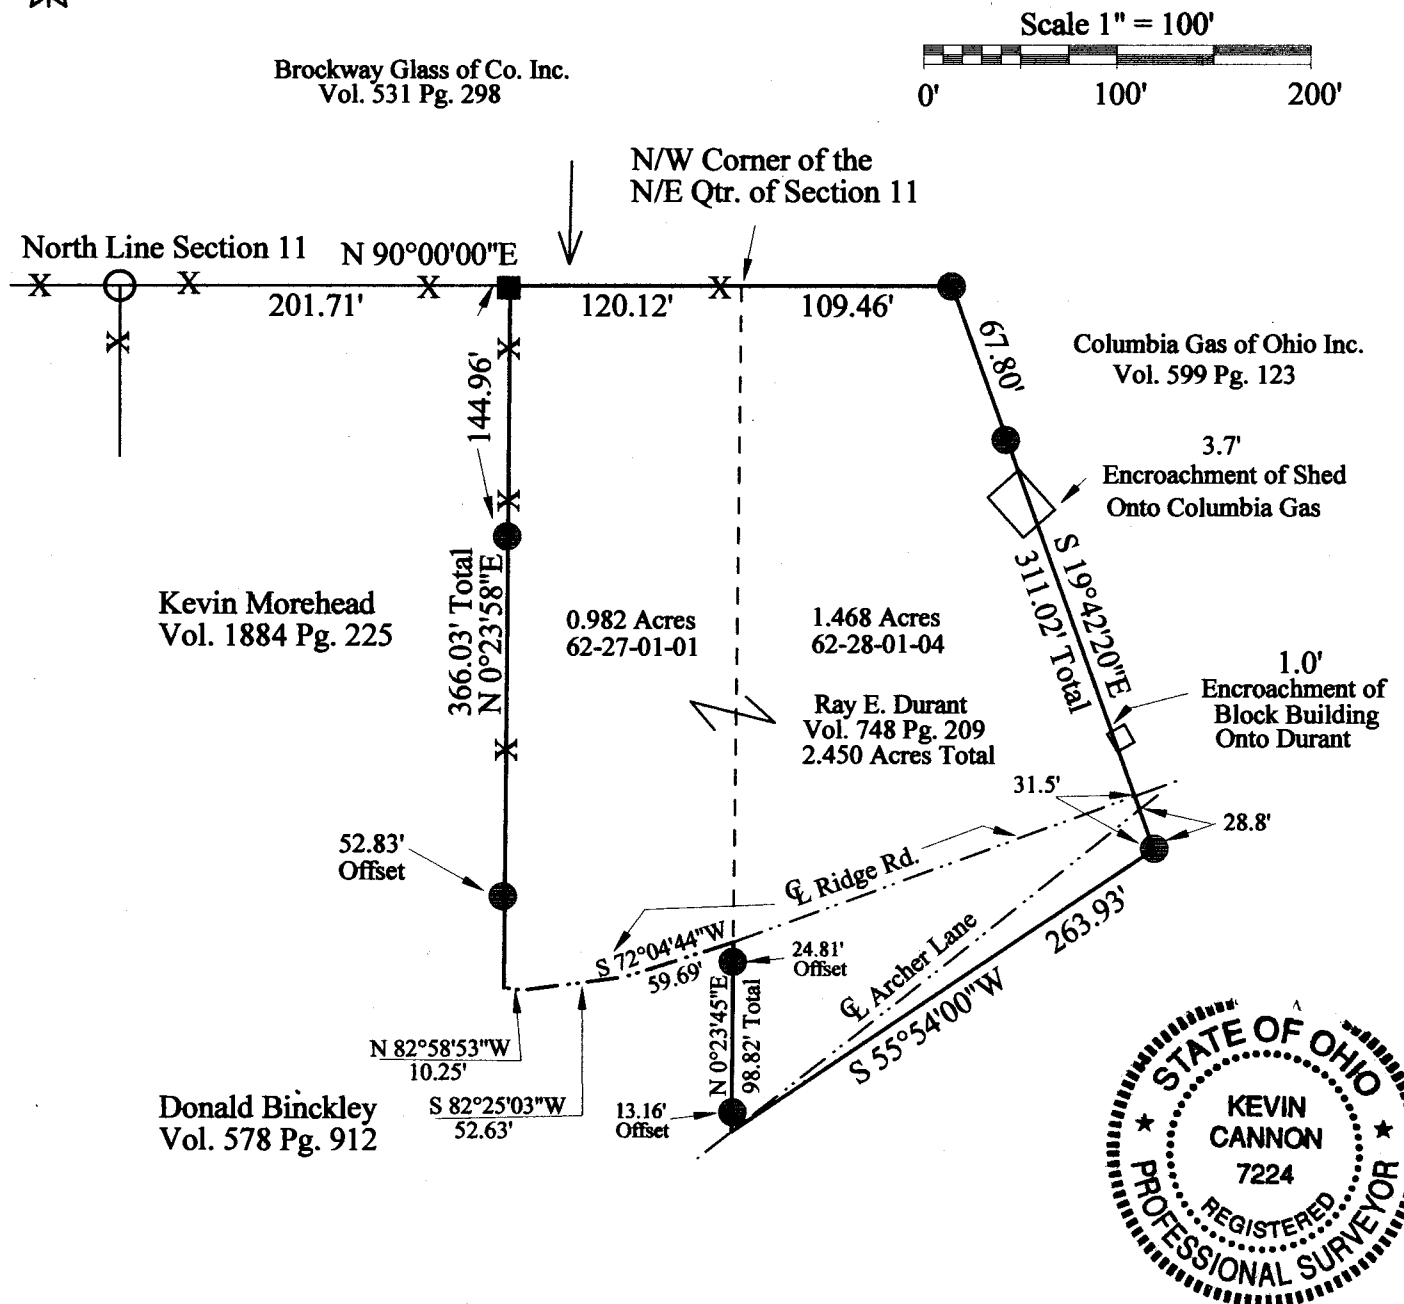 Scale 1" = 100'
0' 100' 200'
Brockway Glass of Co. Inc.
Vol. 531 Pg. 298
N/W Corner of the
N/E Qtr. of Section 11
North Line Section 11
N 90°00'00"E
X X X X
201.71'
120.12'
109.46'
X
X
X
X
144.96'
67.80'
Columbia Gas of Ohio Inc.
Vol. 599 Pg. 123
3.7'
Encroachment of Shed
Onto Columbia Gas
S 19°42'20"E
311.02' Total
366.03' Total
N 0°23'58"E
Kevin Morehead
Vol. 1884 Pg. 225
0.982 Acres
62-27-01-01
1.468 Acres
62-28-01-04
1.0'
Encroachment of
Block Building
Onto Durant
Ray E. Durant
Vol. 748 Pg. 209
2.450 Acres Total
31.5'
28.8'
52.83'
Offset
℄ Ridge Rd.
S 72°04'44"W
59.69'
24.81'
Offset
℄ Archer Lane
263.93'
S 55°54'00"W
N 0°23'45"E
98.82' Total
N 82°58'53"W
10.25'
S 82°25'03"W
52.63'
13.16'
Offset
Donald Binckley
Vol. 578 Pg. 912
STATE OF OHIO
KEVIN
CANNON
7224
REGISTERED
PROFESSIONAL SURVEYOR